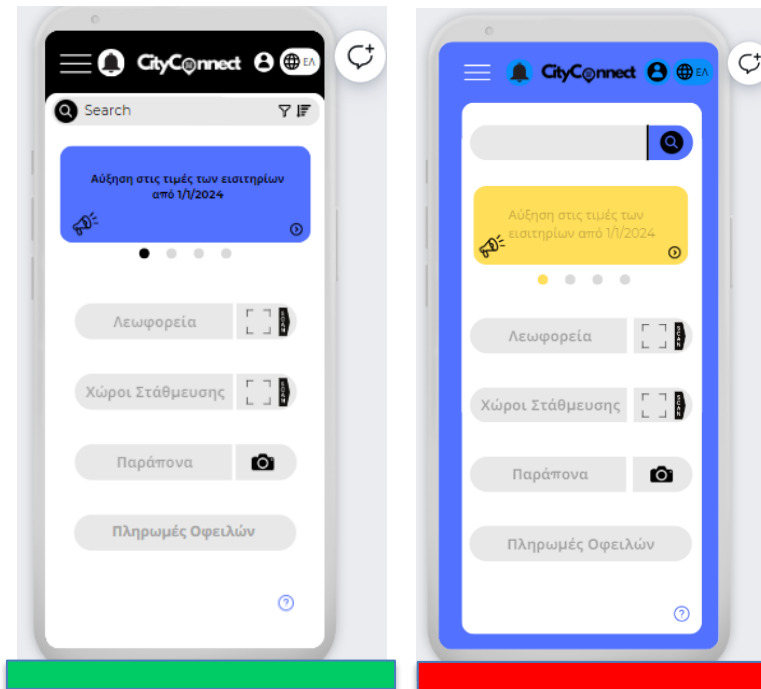 CityConnect ΕΛ
Search
Αύξηση στις τιμές των εισιτηρίων
από 1/1/2024
Λεωφορεία SCAN
Χώροι Στάθμευσης SCAN
Παράπονα
Πληρωμές Οφειλών
?
CityConnect ΕΛ
Αύξηση στις τιμές των
εισιτηρίων από 1/1/2024
Λεωφορεία SCAN
Χώροι Στάθμευσης SCAN
Παράπονα
Πληρωμές Οφειλών
?